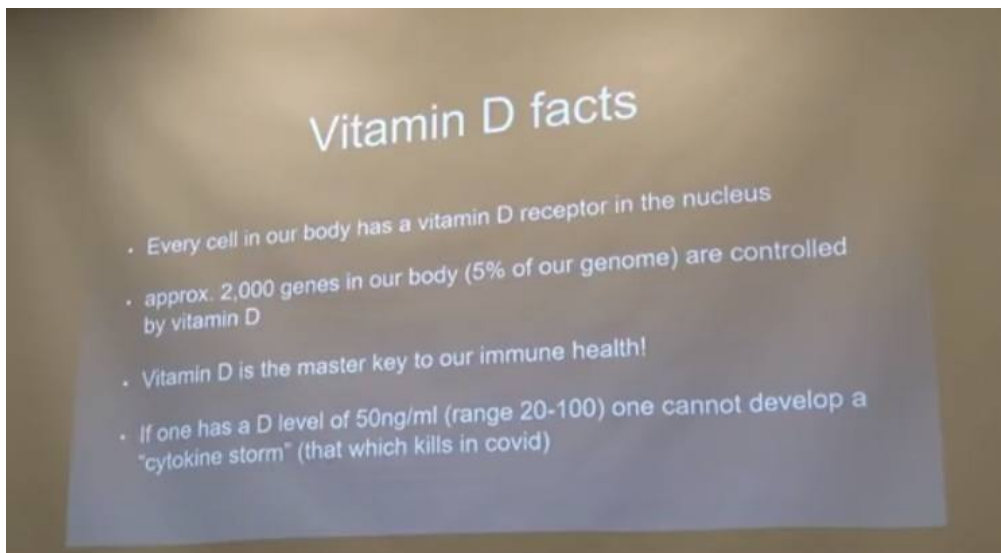 Vitamin D facts
· Every cell in our body has a vitamin D receptor in the nucleus
· approx. 2,000 genes in our body (5% of our genome) are controlled
by vitamin D
· Vitamin D is the master key to our immune health!
· If one has a D level of 50ng/ml (range 20-100) one cannot develop a
"cytokine storm" (that which kills in covid)